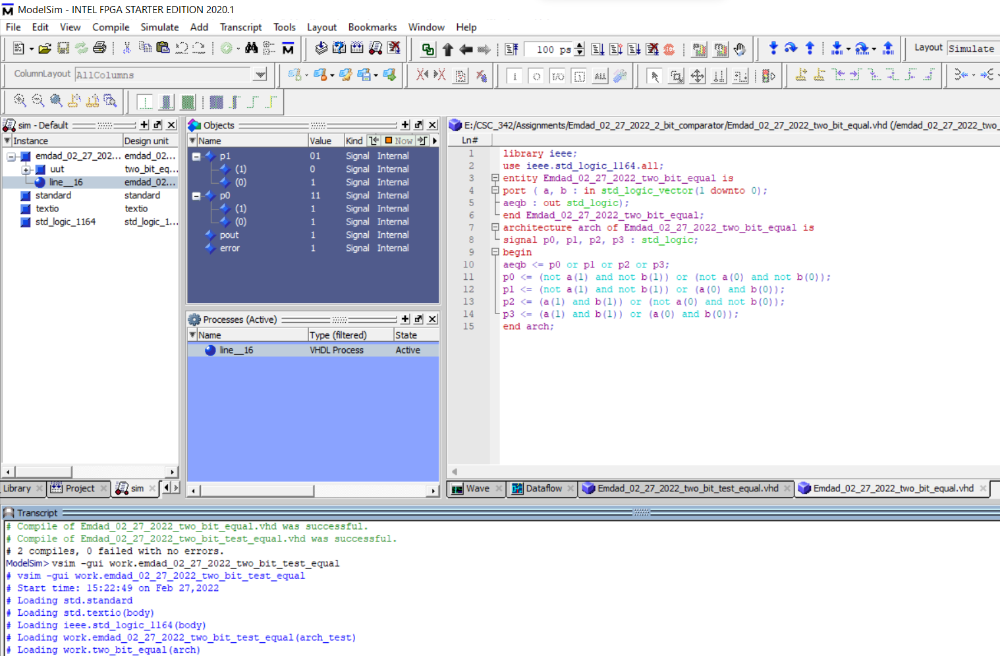 ModelSim - INTEL FPGA STARTER EDITION 2020.1
File Edit View Compile Simulate Add Transcript Tools Layout Bookmarks Window Help
100 ps
Layout Simulate
ColumnLayout AllColumns
sim - Default
Instance Design unit
emdad_02_27_202... emdad_02...
uut two_bit_eq...
line__16 emdad_02...
standard standard
textio textio
std_logic_1164 std_logic_1...
Library Project sim
Objects
Name Value Kind Now
p1 01 Signal Internal
(1) 0 Signal Internal
(0) 1 Signal Internal
p0 11 Signal Internal
(1) 1 Signal Internal
(0) 1 Signal Internal
pout 1 Signal Internal
error 1 Signal Internal
Processes (Active)
Name Type (filtered) State
line__16 VHDL Process Active
E:/CSC_342/Assignments/Emdad_02_27_2022_2_bit_comparator/Emdad_02_27_2022_two_bit_equal.vhd (/emdad_02_27_2022_two_
Ln#
1 library ieee;
2 use ieee.std_logic_1164.all;
3 entity Emdad_02_27_2022_two_bit_equal is
4 port ( a, b : in std_logic_vector(1 downto 0);
5 aeqb : out std_logic);
6 end Emdad_02_27_2022_two_bit_equal;
7 architecture arch of Emdad_02_27_2022_two_bit_equal is
8 signal p0, p1, p2, p3 : std_logic;
9 begin
10 aeqb <= p0 or p1 or p2 or p3;
11 p0 <= (not a(1) and not b(1)) or (not a(0) and not b(0));
12 p1 <= (not a(1) and not b(1)) or (a(0) and b(0));
13 p2 <= (a(1) and b(1)) or (not a(0) and not b(0));
14 p3 <= (a(1) and b(1)) or (a(0) and b(0));
15 end arch;
Wave Dataflow Emdad_02_27_2022_two_bit_test_equal.vhd Emdad_02_27_2022_two_bit_equal.vhd
Transcript
# Compile of Emdad_02_27_2022_two_bit_equal.vhd was successful.
# Compile of Emdad_02_27_2022_two_bit_test_equal.vhd was successful.
# 2 compiles, 0 failed with no errors.
ModelSim> vsim -gui work.emdad_02_27_2022_two_bit_test_equal
# vsim -gui work.emdad_02_27_2022_two_bit_test_equal
# Start time: 15:22:49 on Feb 27,2022
# Loading std.standard
# Loading std.textio(body)
# Loading ieee.std_logic_1164(body)
# Loading work.emdad_02_27_2022_two_bit_test_equal(arch_test)
# Loading work.two_bit_equal(arch)